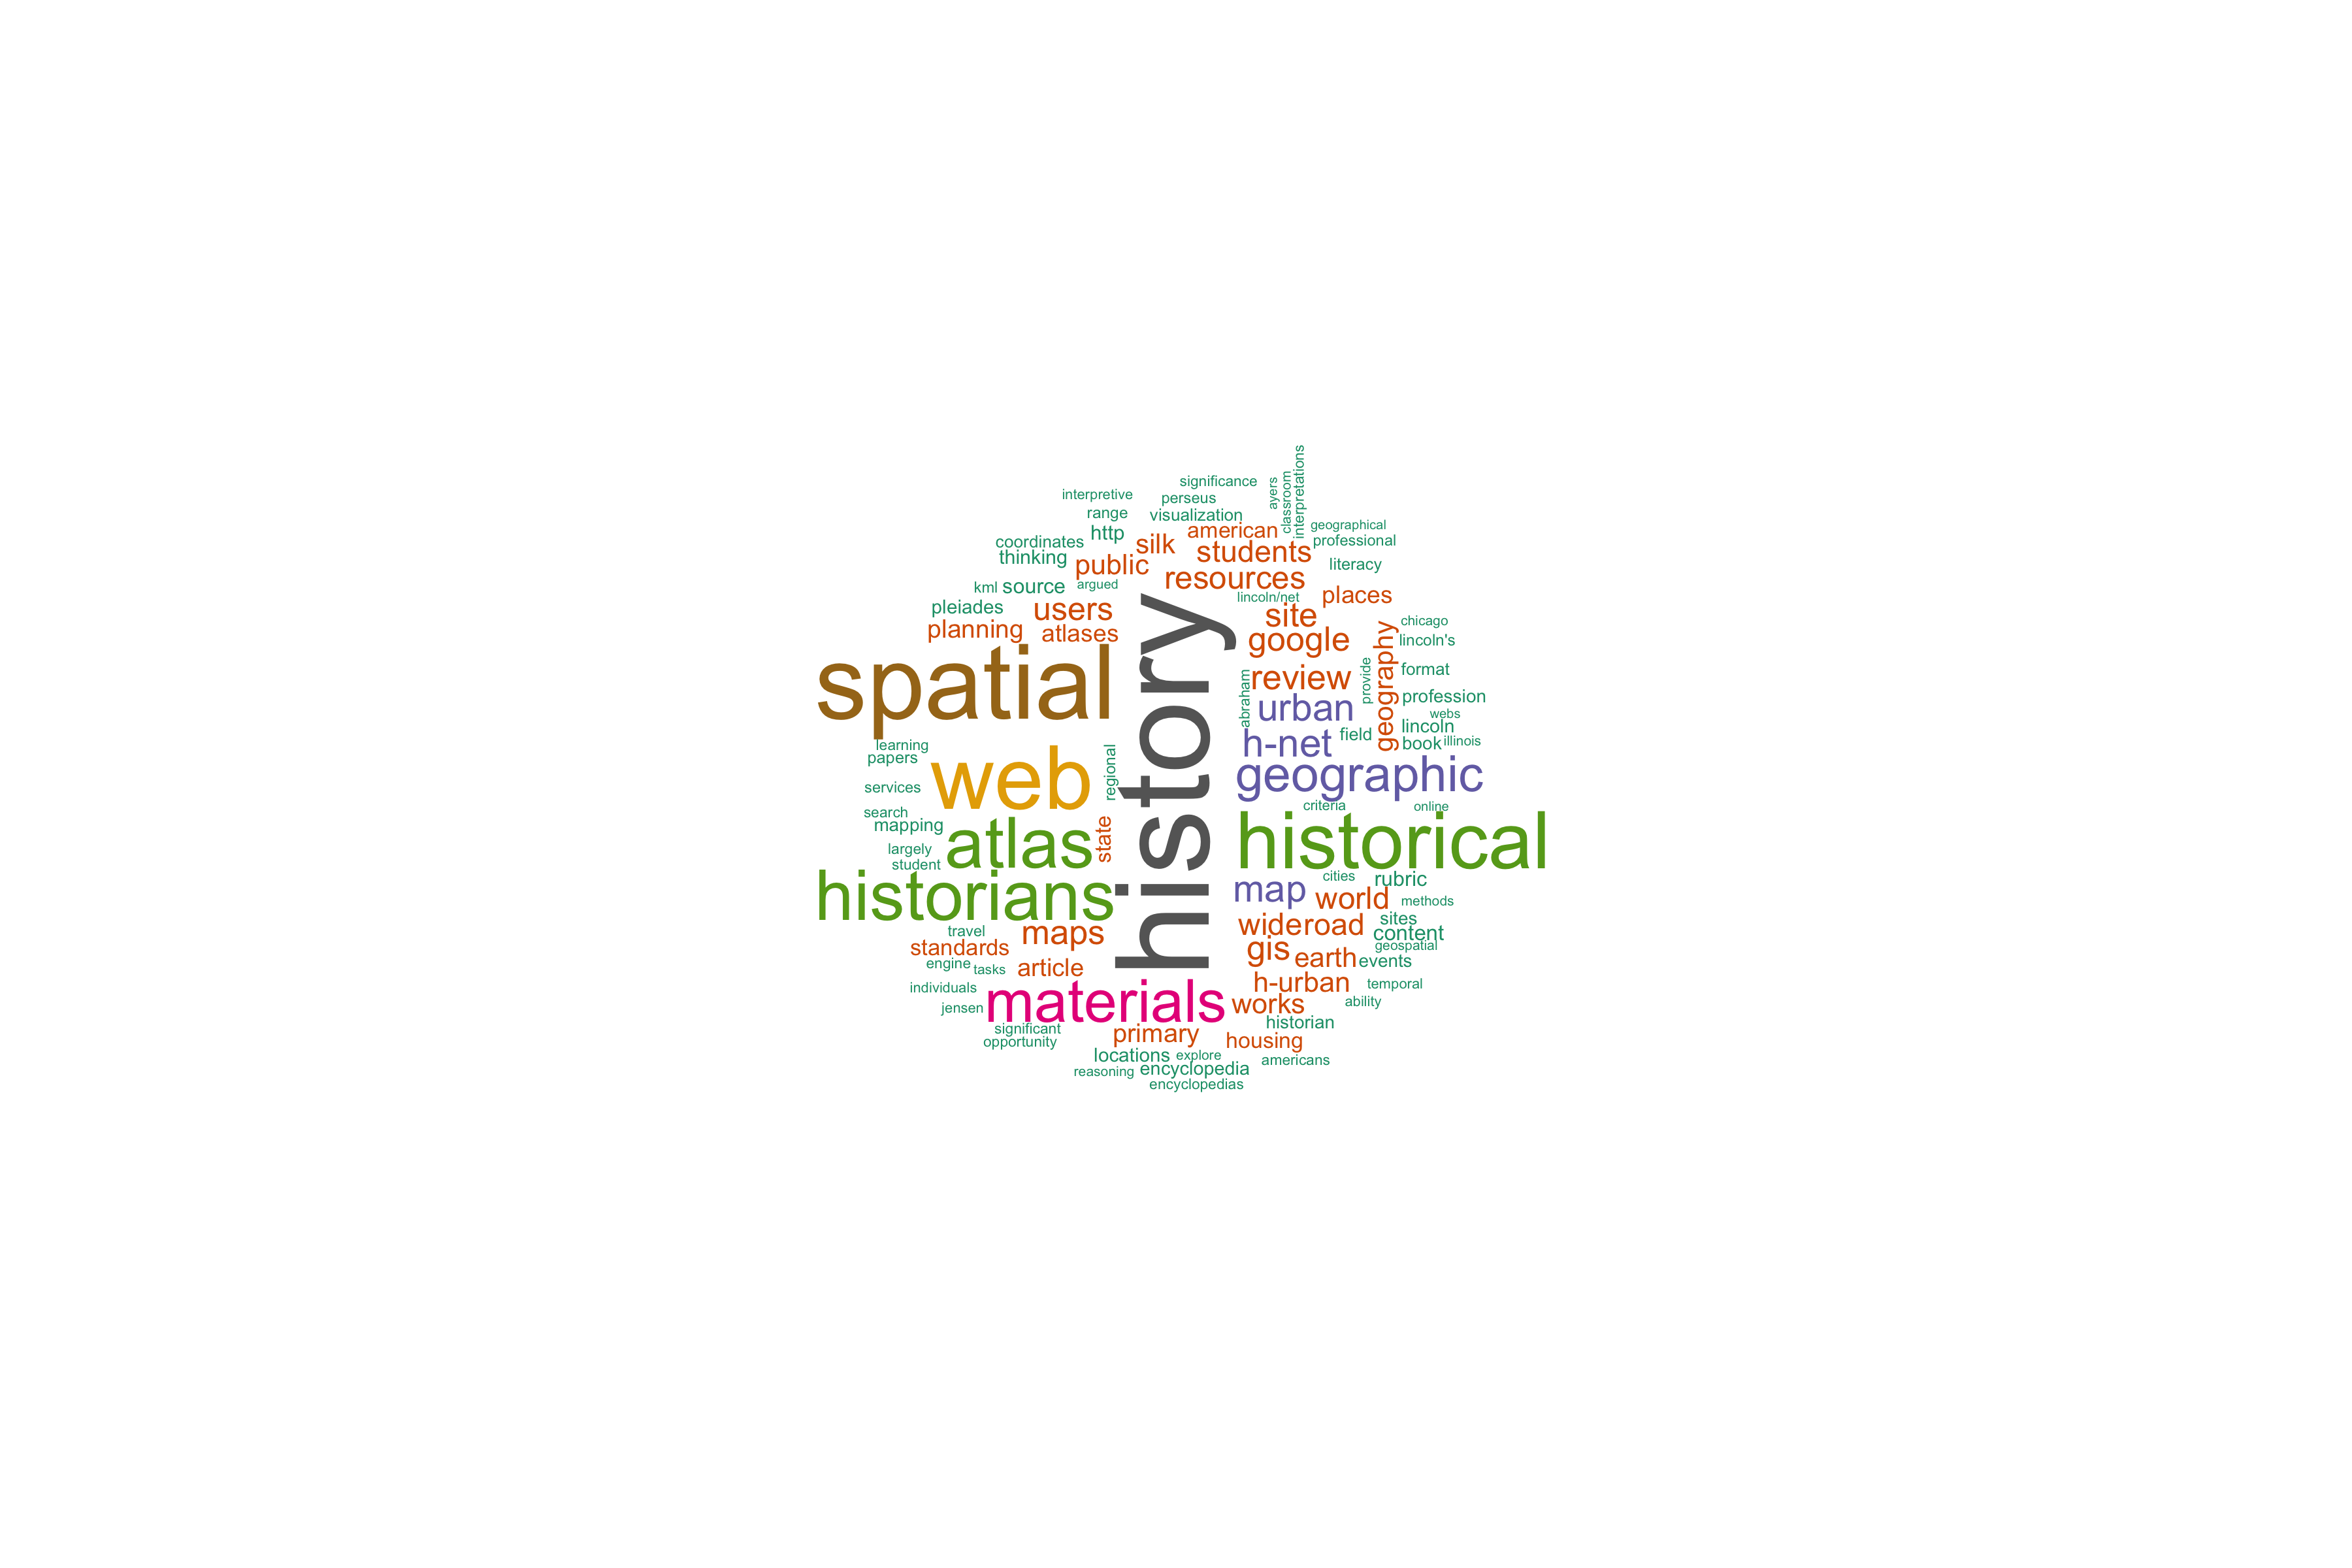 interpretations
significance
ayers
classroom
interpretive
perseus
range
visualization
geographical
http
american
professional
coordinates
silk
students
thinking
public
resources
literacy
kml
source
argued
lincoln/net
places
pleiades
users
site
chicago
planning
atlases
google
lincoln's
spatial
history
review
provide
geography
format
abraham
urban
profession
webs
lincoln
learning
h-net
field
book
illinois
papers
web
regional
geographic
services
criteria
online
search
mapping
atlas
state
historical
largely
student
historians
map
cities
rubric
world
methods
travel
maps
wideroad
sites
content
standards
gis
geospatial
engine
tasks
article
earth
events
individuals
h-urban
temporal
jensen
materials
works
ability
significant
primary
historian
opportunity
housing
locations
explore
americans
reasoning
encyclopedia
encyclopedias